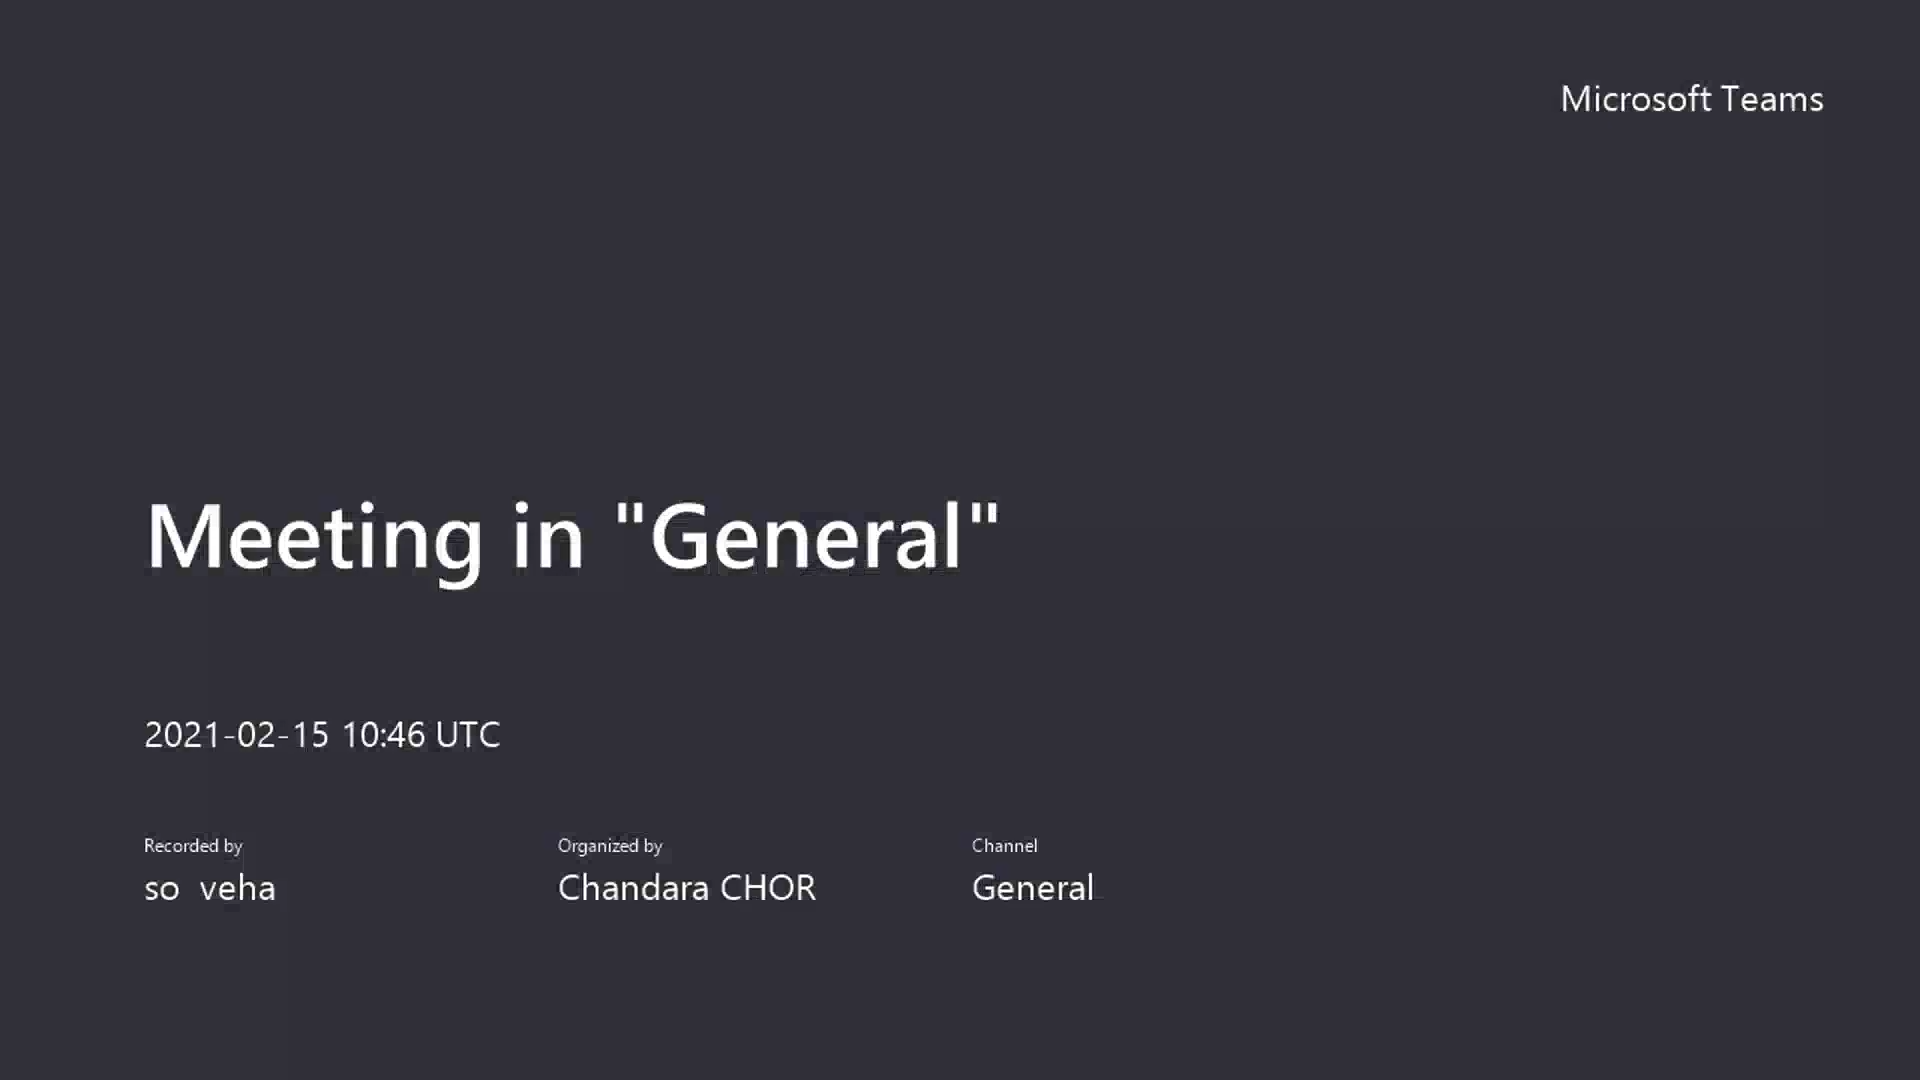 Microsoft Teams
Meeting in "General"
2021-02-15 10:46 UTC
Recorded by
so  veha
Organized by
Chandara CHOR
Channel
General